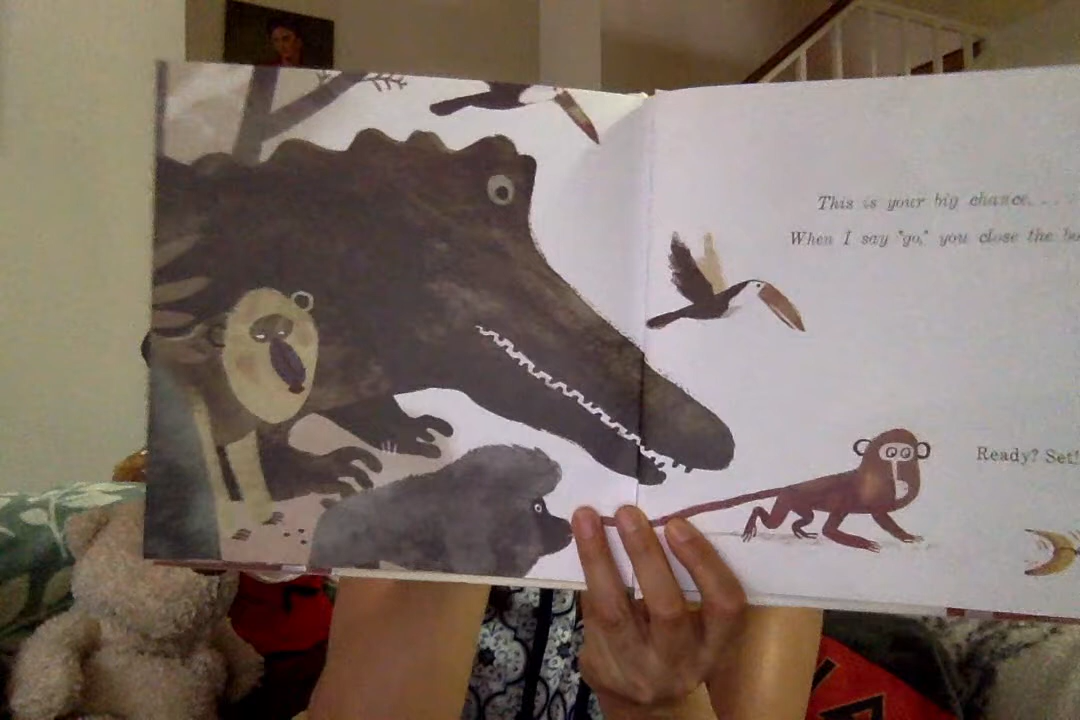 This is your big chance. . . .
When I say "go," you close the
Ready? Set!